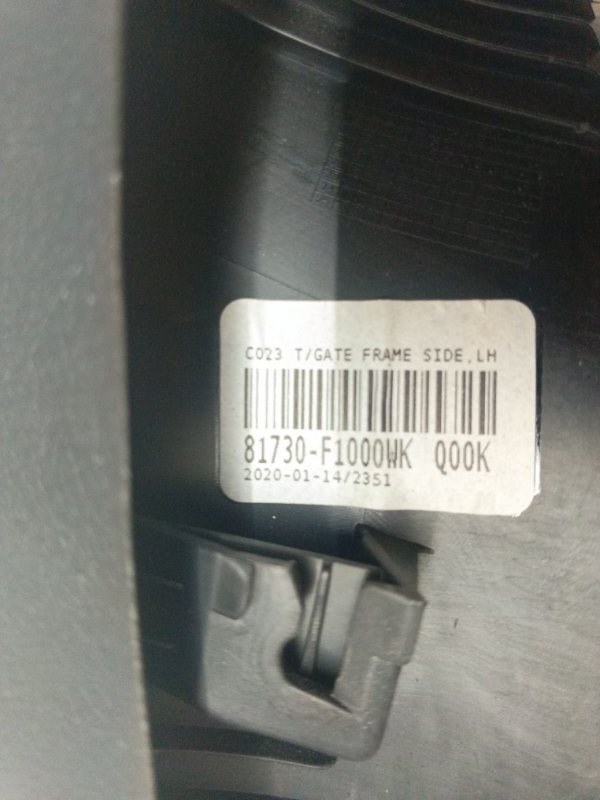 C023 T/GATE FRAME SIDE,LH
81730-F1000WK Q00K
2020-01-14/2351